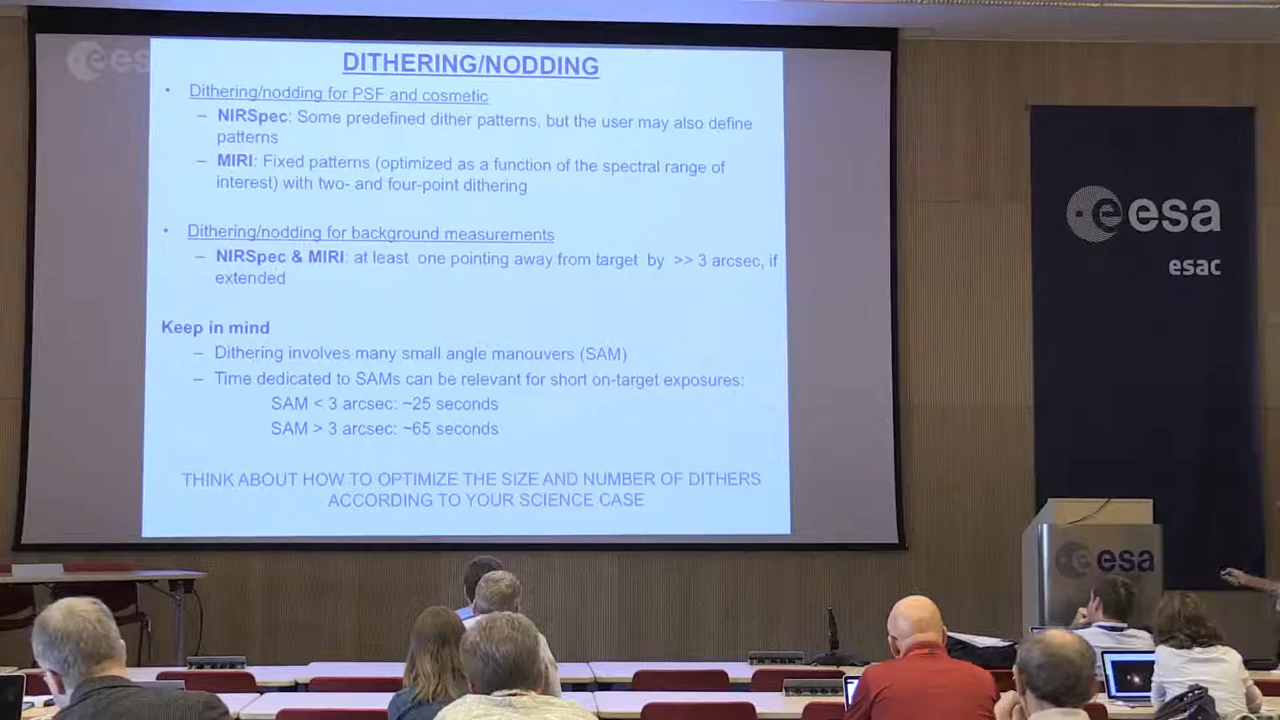 esa
DITHERING/NODDING
• Dithering/nodding for PSF and cosmetic
– NIRSpec: Some predefined dither patterns, but the user may also define
patterns
– MIRI: Fixed patterns (optimized as a function of the spectral range of
interest) with two- and four-point dithering
• Dithering/nodding for background measurements
– NIRSpec & MIRI: at least one pointing away from target by >> 3 arcsec, if
extended
Keep in mind
– Dithering involves many small angle manouvers (SAM)
– Time dedicated to SAMs can be relevant for short on-target exposures:
SAM < 3 arcsec: ~25 seconds
SAM > 3 arcsec: ~65 seconds
THINK ABOUT HOW TO OPTIMIZE THE SIZE AND NUMBER OF DITHERS
ACCORDING TO YOUR SCIENCE CASE
esa
esac
esa